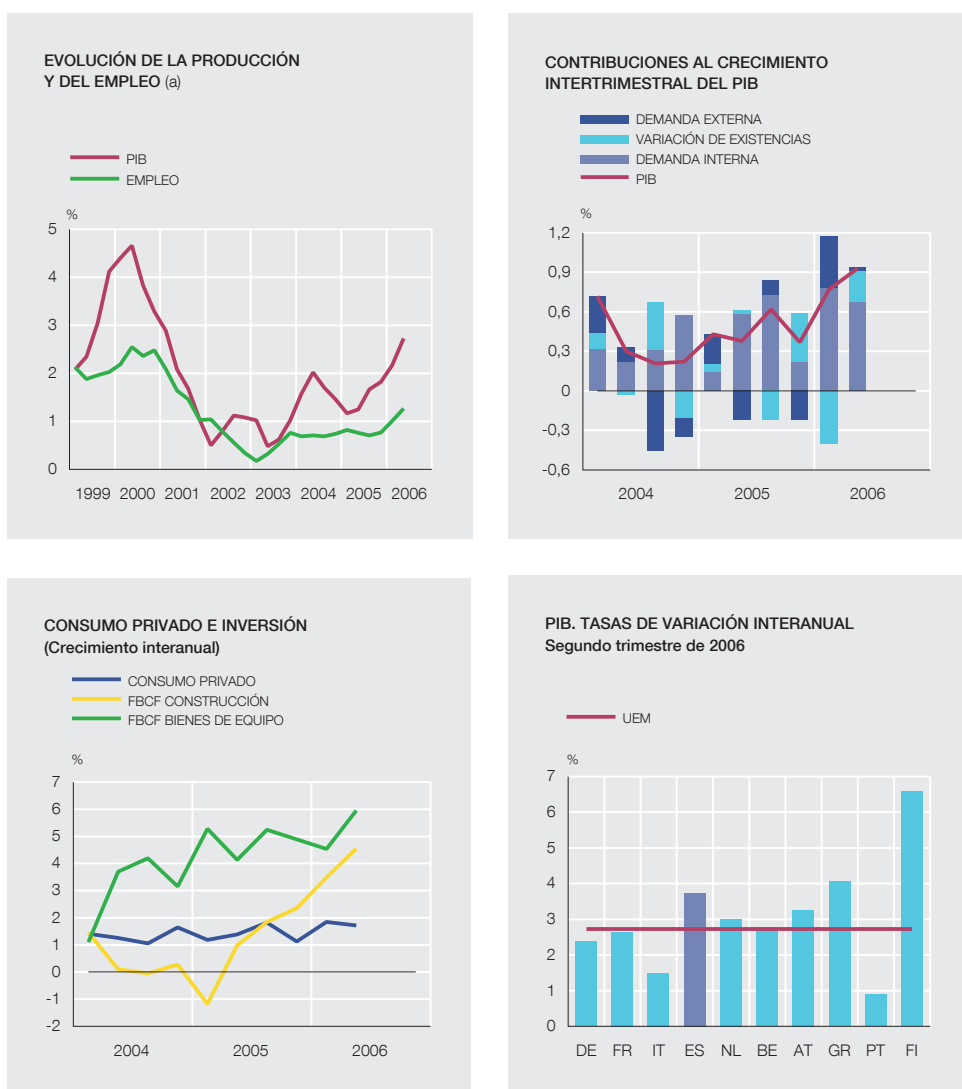 EVOLUCIÓN DE LA PRODUCCIÓN
Y DEL EMPLEO (a)
PIB
EMPLEO
%
5
4
3
2
1
0
1999 2000 2001 2002 2003 2004 2005 2006
CONTRIBUCIONES AL CRECIMIENTO
INTERTRIMESTRAL DEL PIB
DEMANDA EXTERNA
VARIACIÓN DE EXISTENCIAS
DEMANDA INTERNA
PIB
%
1,2
0,9
0,6
0,3
0
-0,3
-0,6
2004 2005 2006
CONSUMO PRIVADO E INVERSIÓN
(Crecimiento interanual)
CONSUMO PRIVADO
FBCF CONSTRUCCIÓN
FBCF BIENES DE EQUIPO
%
7
6
5
4
3
2
1
0
-1
-2
2004 2005 2006
PIB. TASAS DE VARIACIÓN INTERANUAL
Segundo trimestre de 2006
UEM
%
7
6
5
4
3
2
1
0
DE FR IT ES NL BE AT GR PT FI